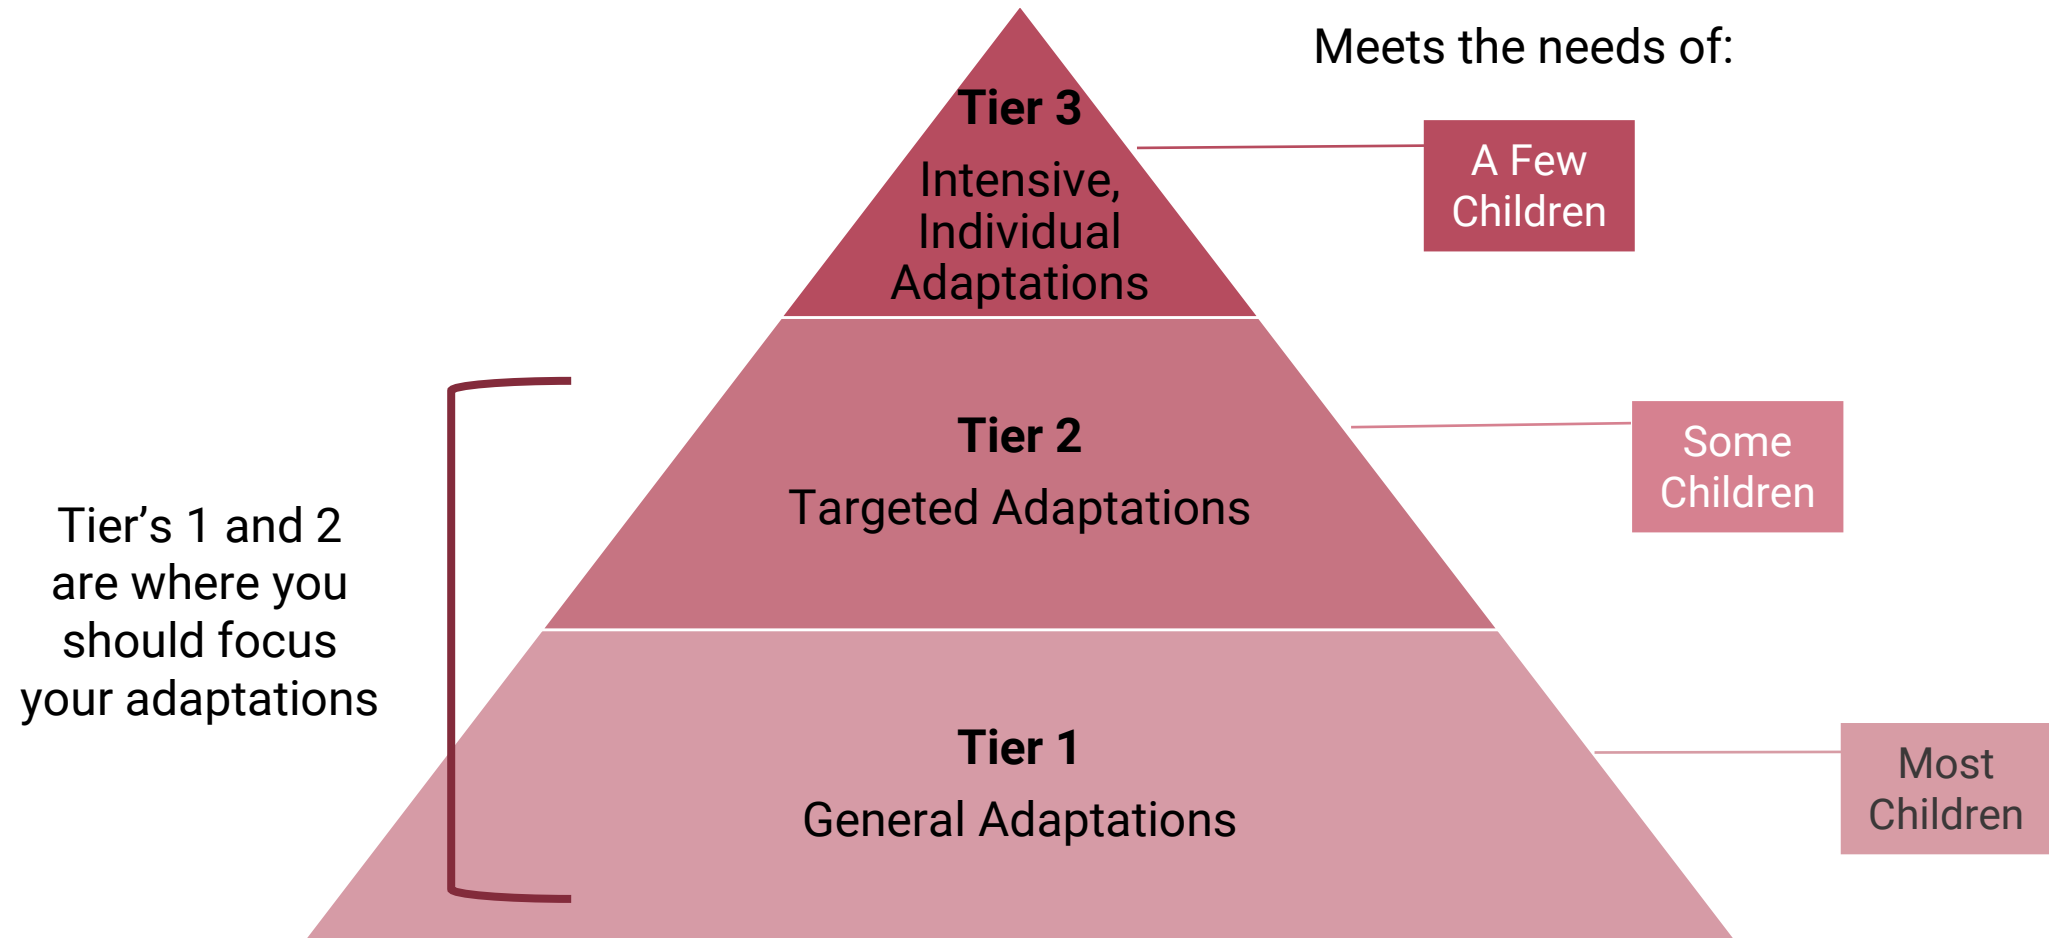 Meets the needs of:
Tier 3
Intensive,
Individual
Adaptations
A Few
Children
Tier 2
Targeted Adaptations
Some
Children
Tier’s 1 and 2
are where you
should focus
your adaptations
Tier 1
General Adaptations
Most
Children